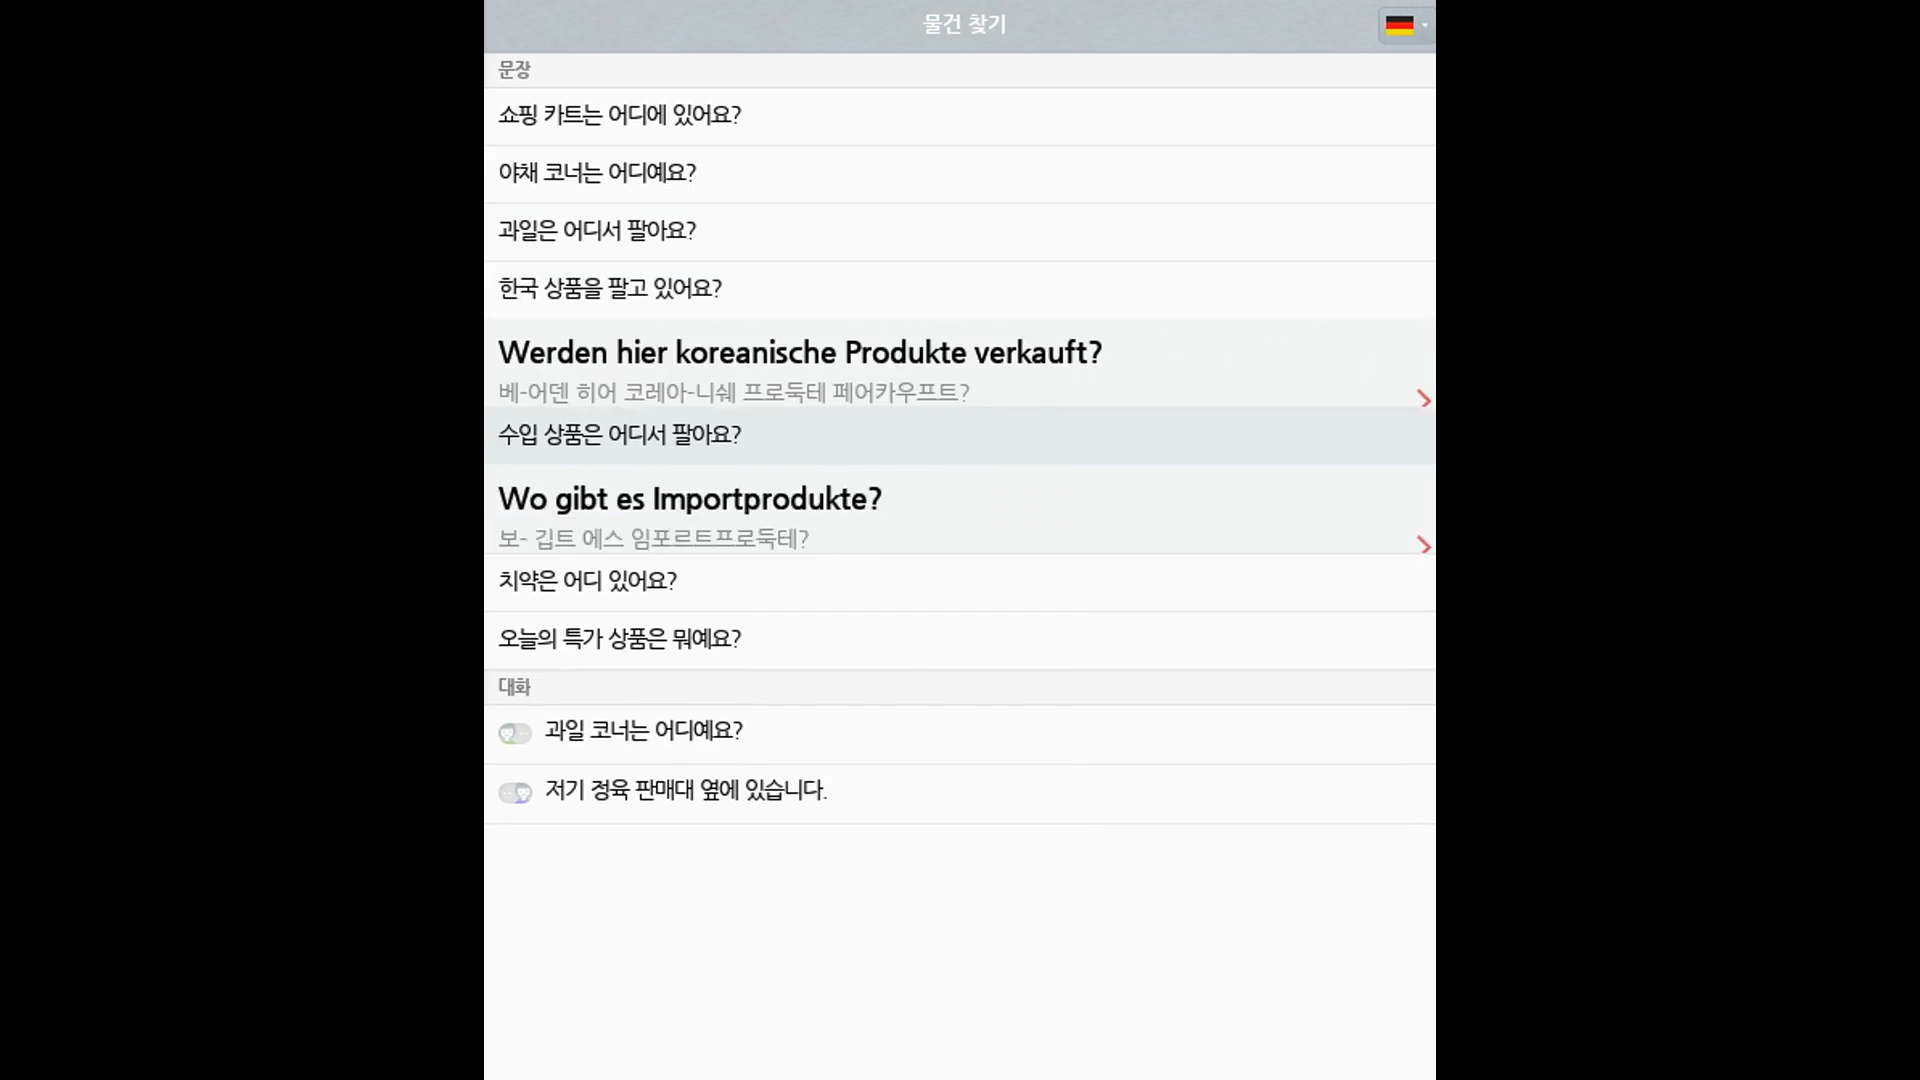 물건 찾기
문장
쇼핑 카트는 어디에 있어요?
야채 코너는 어디예요?
과일은 어디서 팔아요?
한국 상품을 팔고 있어요?
Werden hier koreanische Produkte verkauft?
베-어덴 히어 코레아-니쉐 프로둑테 페어카우프트?
수입 상품은 어디서 팔아요?
Wo gibt es Importprodukte?
보- 깁트 에스 임포르트프로둑테?
치약은 어디 있어요?
오늘의 특가 상품은 뭐예요?
대화
과일 코너는 어디예요?
저기 정육 판매대 옆에 있습니다.